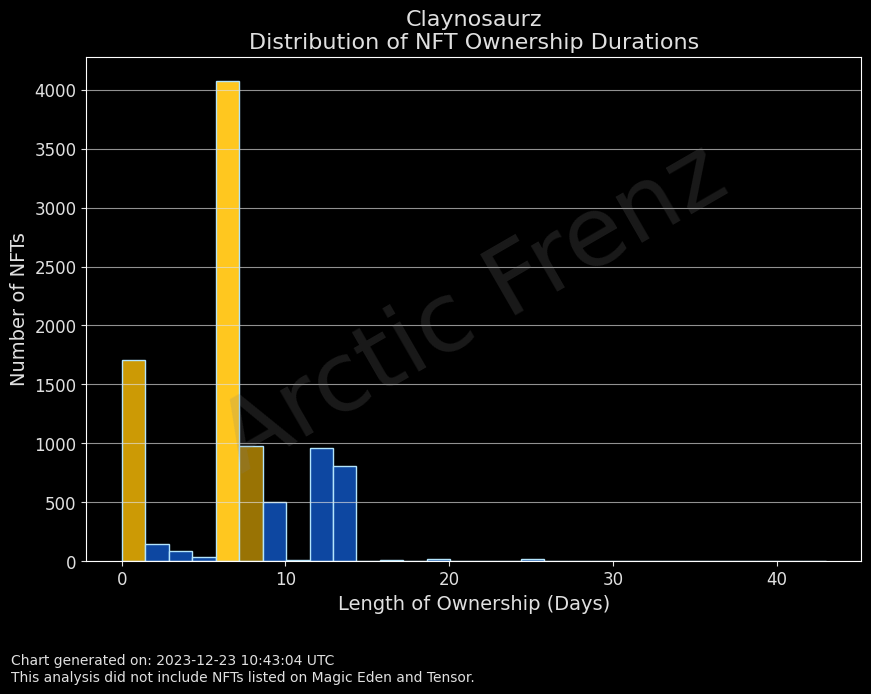 Claynosaurz
Distribution of NFT Ownership Durations
4000
3500
3000
2500
2000
1500
1000
500
0
Number of NFTs
Arctic Frenz
0 10 20 30 40
Length of Ownership (Days)
Chart generated on: 2023-12-23 10:43:04 UTC
This analysis did not include NFTs listed on Magic Eden and Tensor.